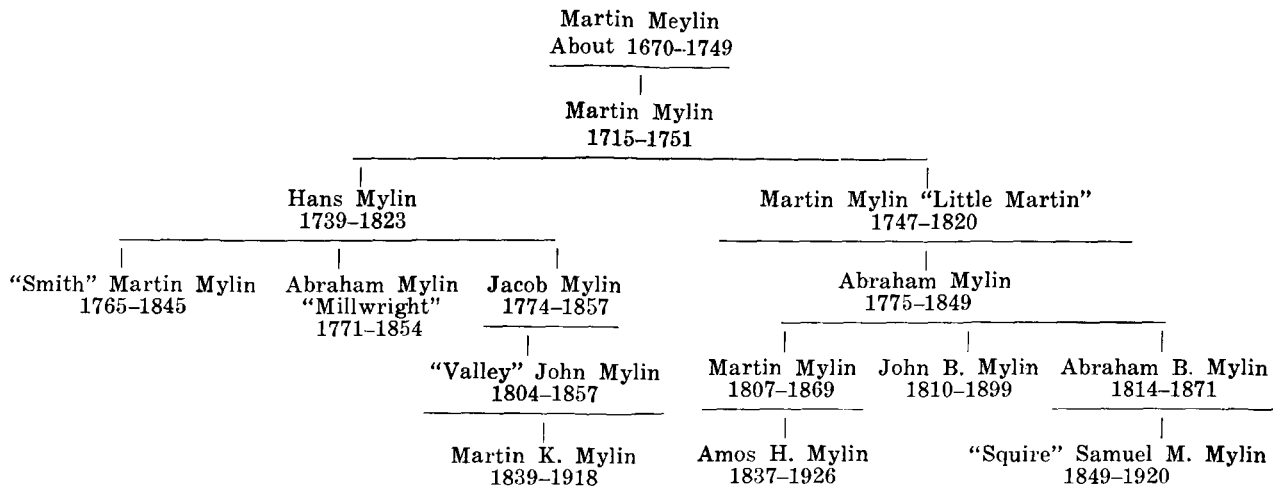 Martin Meylin
About 1670–1749
Martin Mylin
1715–1751
Hans Mylin
1739–1823
Martin Mylin “Little Martin”
1747–1820
“Smith” Martin Mylin
1765–1845
Abraham Mylin
“Millwright”
1771–1854
Jacob Mylin
1774–1857
Abraham Mylin
1775–1849
“Valley” John Mylin
1804–1857
Martin Mylin
1807–1869
John B. Mylin
1810–1899
Abraham B. Mylin
1814–1871
Martin K. Mylin
1839–1918
Amos H. Mylin
1837–1926
“Squire” Samuel M. Mylin
1849–1920